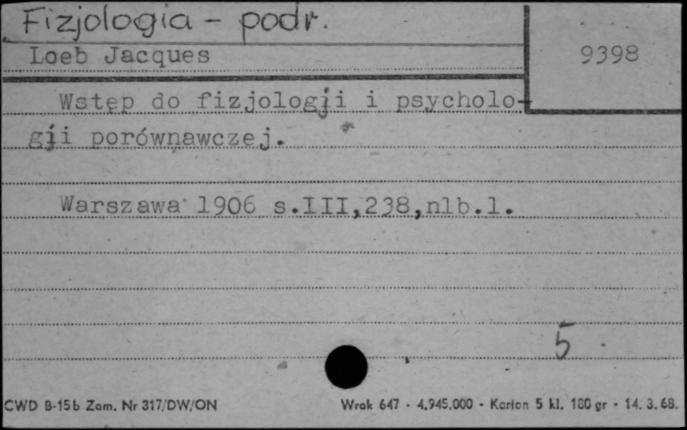 Fizjologia - podr.
Loeb Jacques
9398
Wstęp do fizjologji i psycholo-
gji porównawczej.
Warszawa 1906 s.III,238,nlb.1.
5
CWD B-15b Zam. Nr 317/DW/ON
Wrak 647 - 4.945.000 - Karton 5 kl. 180 gr - 14. 3. 68.